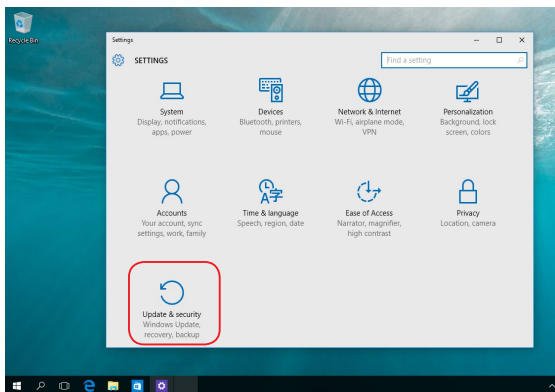 Recycle Bin
Settings
SETTINGS
Find a setting
System
Display, notifications,
apps, power
Devices
Bluetooth, printers,
mouse
Network & Internet
Wi-Fi, airplane mode,
VPN
Personalization
Background, lock
screen, colors
Accounts
Your account, sync
settings, work, family
Time & language
Speech, region, date
Ease of Access
Narrator, magnifier,
high contrast
Privacy
Location, camera
Update & security
Windows Update,
recovery, backup